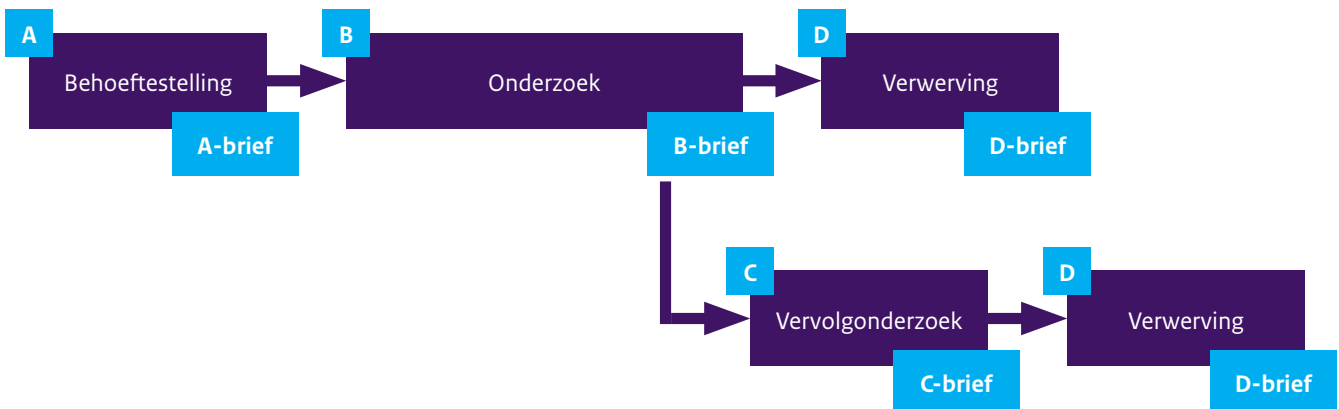 A
Behoeftestelling
A-brief
B
Onderzoek
B-brief
D
Verwerving
D-brief
C
Vervolgonderzoek
C-brief
D
Verwerving
D-brief